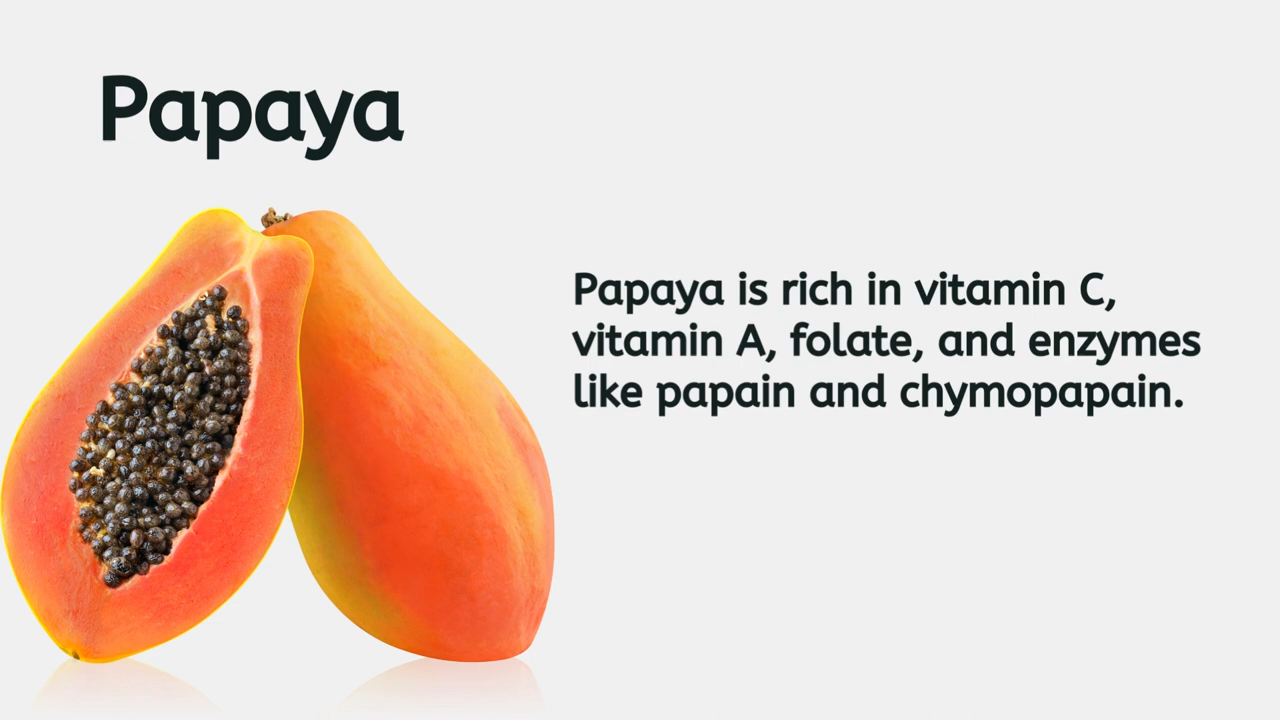 Papaya
Papaya is rich in vitamin C,
vitamin A, folate, and enzymes
like papain and chymopapain.